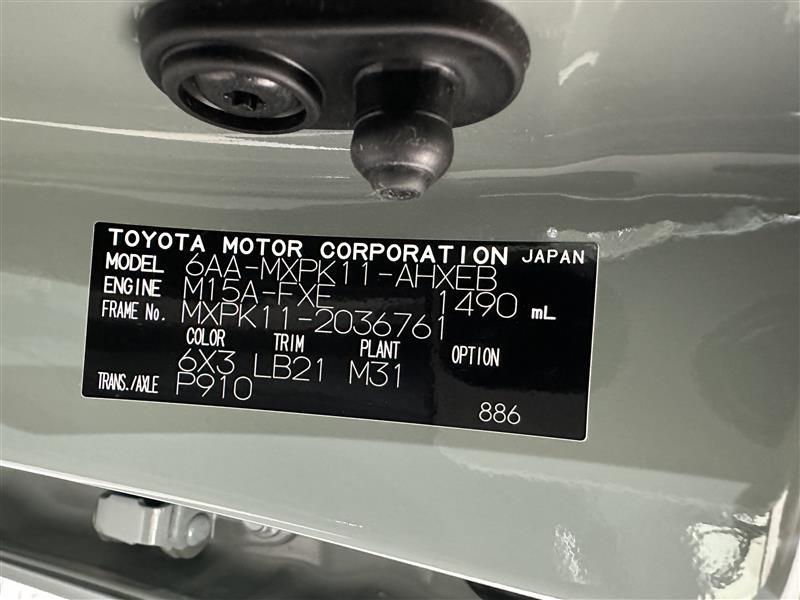 TOYOTA MOTOR CORPORATION JAPAN
MODEL 6AA-MXPK11-AHXEB
ENGINE M15A-FXE 1490 mL
FRAME No. MXPK11-2036761
COLOR TRIM PLANT OPTION
6X3 LB21 M31
TRANS./AXLE P910
886